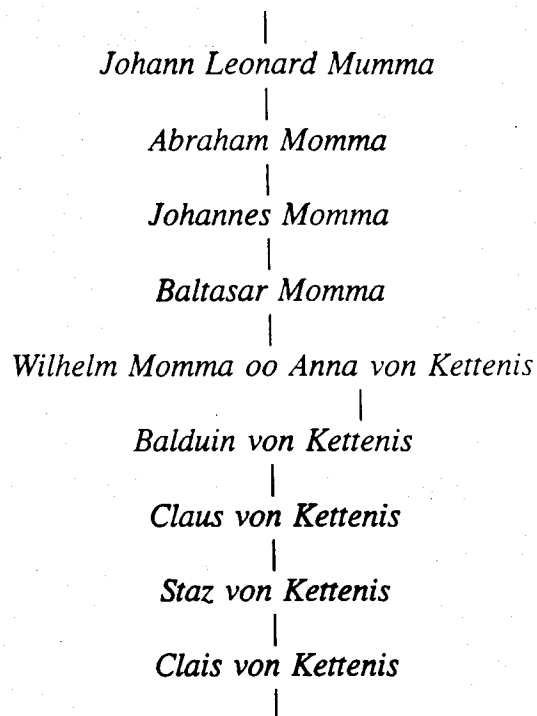 Johann Leonard Mumma
Abraham Momma
Johannes Momma
Baltasar Momma
Wilhelm Momma oo Anna von Kettenis
Balduin von Kettenis
Claus von Kettenis
Staz von Kettenis
Clais von Kettenis